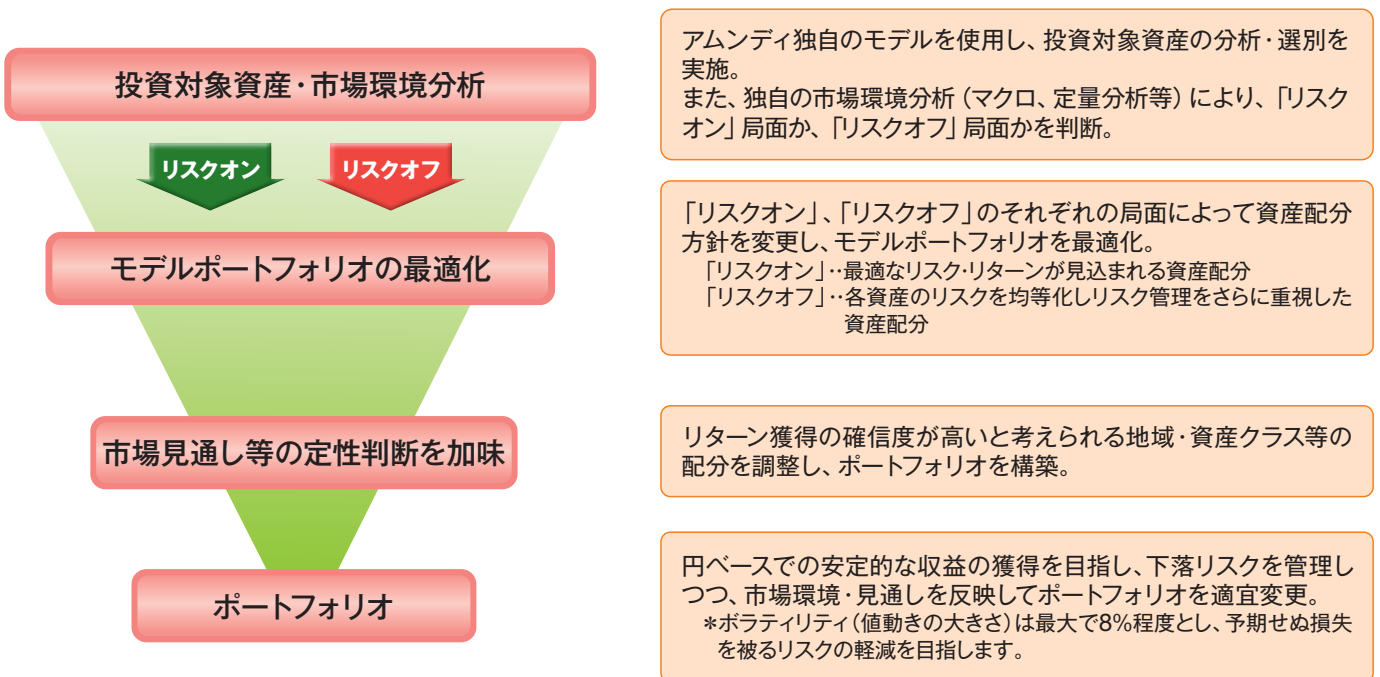 投資対象資産・市場環境分析
アムンディ独自のモデルを使用し、投資対象資産の分析・選別を
実施。
また、独自の市場環境分析（マクロ、定量分析等）により、「リスク
オン」局面か、「リスクオフ」局面かを判断。
リスクオン
リスクオフ
モデルポートフォリオの最適化
「リスクオン」、「リスクオフ」のそれぞれの局面によって資産配分
方針を変更し、モデルポートフォリオを最適化。
「リスクオン」‥最適なリスク・リターンが見込まれる資産配分
「リスクオフ」‥各資産のリスクを均等化しリスク管理をさらに重視した
資産配分
市場見通し等の定性判断を加味
リターン獲得の確信度が高いと考えられる地域・資産クラス等の
配分を調整し、ポートフォリオを構築。
ポートフォリオ
円ベースでの安定的な収益の獲得を目指し、下落リスクを管理し
つつ、市場環境・見通しを反映してポートフォリオを適宜変更。
＊ボラティリティ（値動きの大きさ）は最大で8%程度とし、予期せぬ損失
を被るリスクの軽減を目指します。